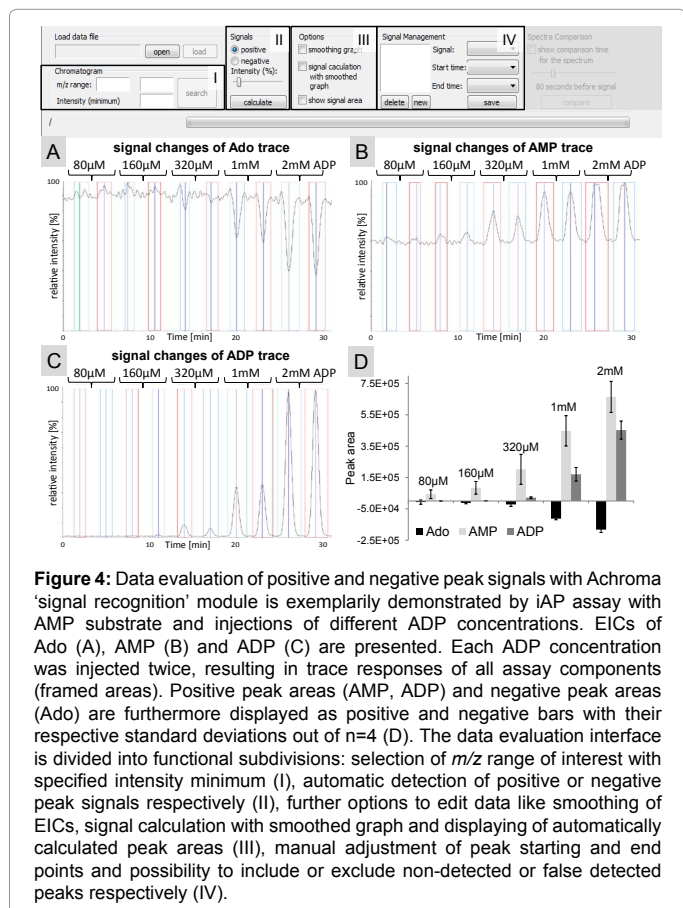 Load data file
open
load
Chromatogram
I
m/z range:
Intensity (minimum)
search
Signals
II
positive
negative
Intensity (%):
calculate
Options
III
smoothing graph
signal caculation
with smoothed
graph
show signal area
Signal Management
IV
Signal:
Start time:
End time:
delete
new
save
Spectra Comparison
show comparison time
for the spectrum
80 seconds before signal
compare
/
A
signal changes of Ado trace
80µM 160µM 320µM 1mM 2mM ADP
100
relative intensity [%]
0 10 20 30
Time [min]
B
signal changes of AMP trace
80µM 160µM 320µM 1mM 2mM ADP
100
relative intensity [%]
0 10 20 30
Time [min]
C
signal changes of ADP trace
80µM 160µM 320µM 1mM 2mM ADP
100
relative intensity [%]
0 10 20 30
Time [min]
D
Peak area
7.5E+05
5.5E+05
3.5E+05
1.5E+05
-5.0E+04
-2.5E+05
80µM
160µM
320µM
1mM
2mM
Ado AMP ADP
Figure 4: Data evaluation of positive and negative peak signals with Achroma
‘signal recognition’ module is exemplarily demonstrated by iAP assay with
AMP substrate and injections of different ADP concentrations. EICs of
Ado (A), AMP (B) and ADP (C) are presented. Each ADP concentration
was injected twice, resulting in trace responses of all assay components
(framed areas). Positive peak areas (AMP, ADP) and negative peak areas
(Ado) are furthermore displayed as positive and negative bars with their
respective standard deviations out of n=4 (D). The data evaluation interface
is divided into functional subdivisions: selection of m/z range of interest with
specified intensity minimum (I), automatic detection of positive or negative
peak signals respectively (II), further options to edit data like smoothing of
EICs, signal calculation with smoothed graph and displaying of automatically
calculated peak areas (III), manual adjustment of peak starting and end
points and possibility to include or exclude non-detected or false detected
peaks respectively (IV).